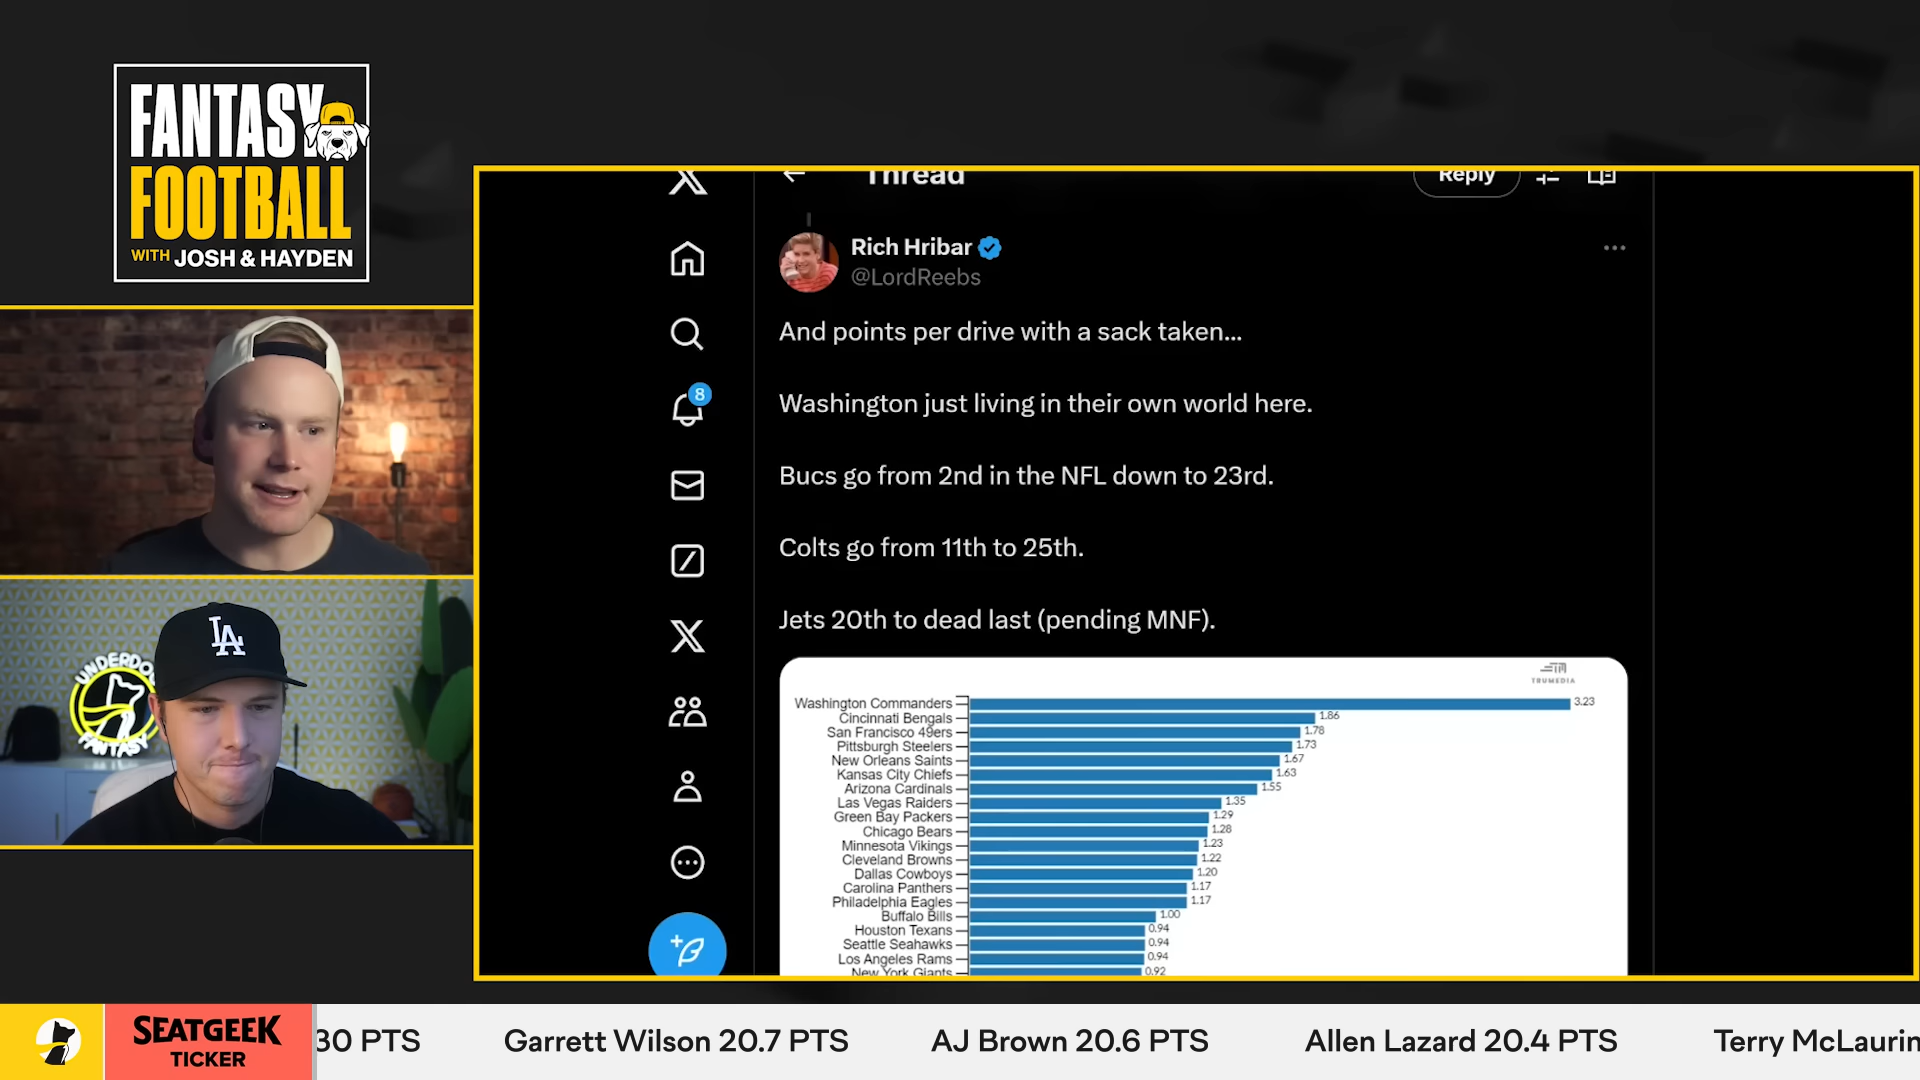 FANTASY
FOOTBALL
WITH JOSH & HAYDEN
Thread
Reply
Rich Hribar
@LordReebs
And points per drive with a sack taken...
Washington just living in their own world here.
Bucs go from 2nd in the NFL down to 23rd.
Colts go from 11th to 25th.
Jets 20th to dead last (pending MNF).
8
TRUMEDIA
Washington Commanders 3.23
Cincinnati Bengals 1.86
San Francisco 49ers 1.78
Pittsburgh Steelers 1.73
New Orleans Saints 1.67
Kansas City Chiefs 1.63
Arizona Cardinals 1.55
Las Vegas Raiders 1.35
Green Bay Packers 1.29
Chicago Bears 1.28
Minnesota Vikings 1.23
Cleveland Browns 1.22
Dallas Cowboys 1.20
Carolina Panthers 1.17
Philadelphia Eagles 1.17
Buffalo Bills 1.00
Houston Texans 0.94
Seattle Seahawks 0.94
Los Angeles Rams 0.94
New York Giants 0.92
LA
UNDERDO
FANTASY
SEATGEEK
TICKER
30 PTS Garrett Wilson 20.7 PTS AJ Brown 20.6 PTS Allen Lazard 20.4 PTS Terry McLaurin